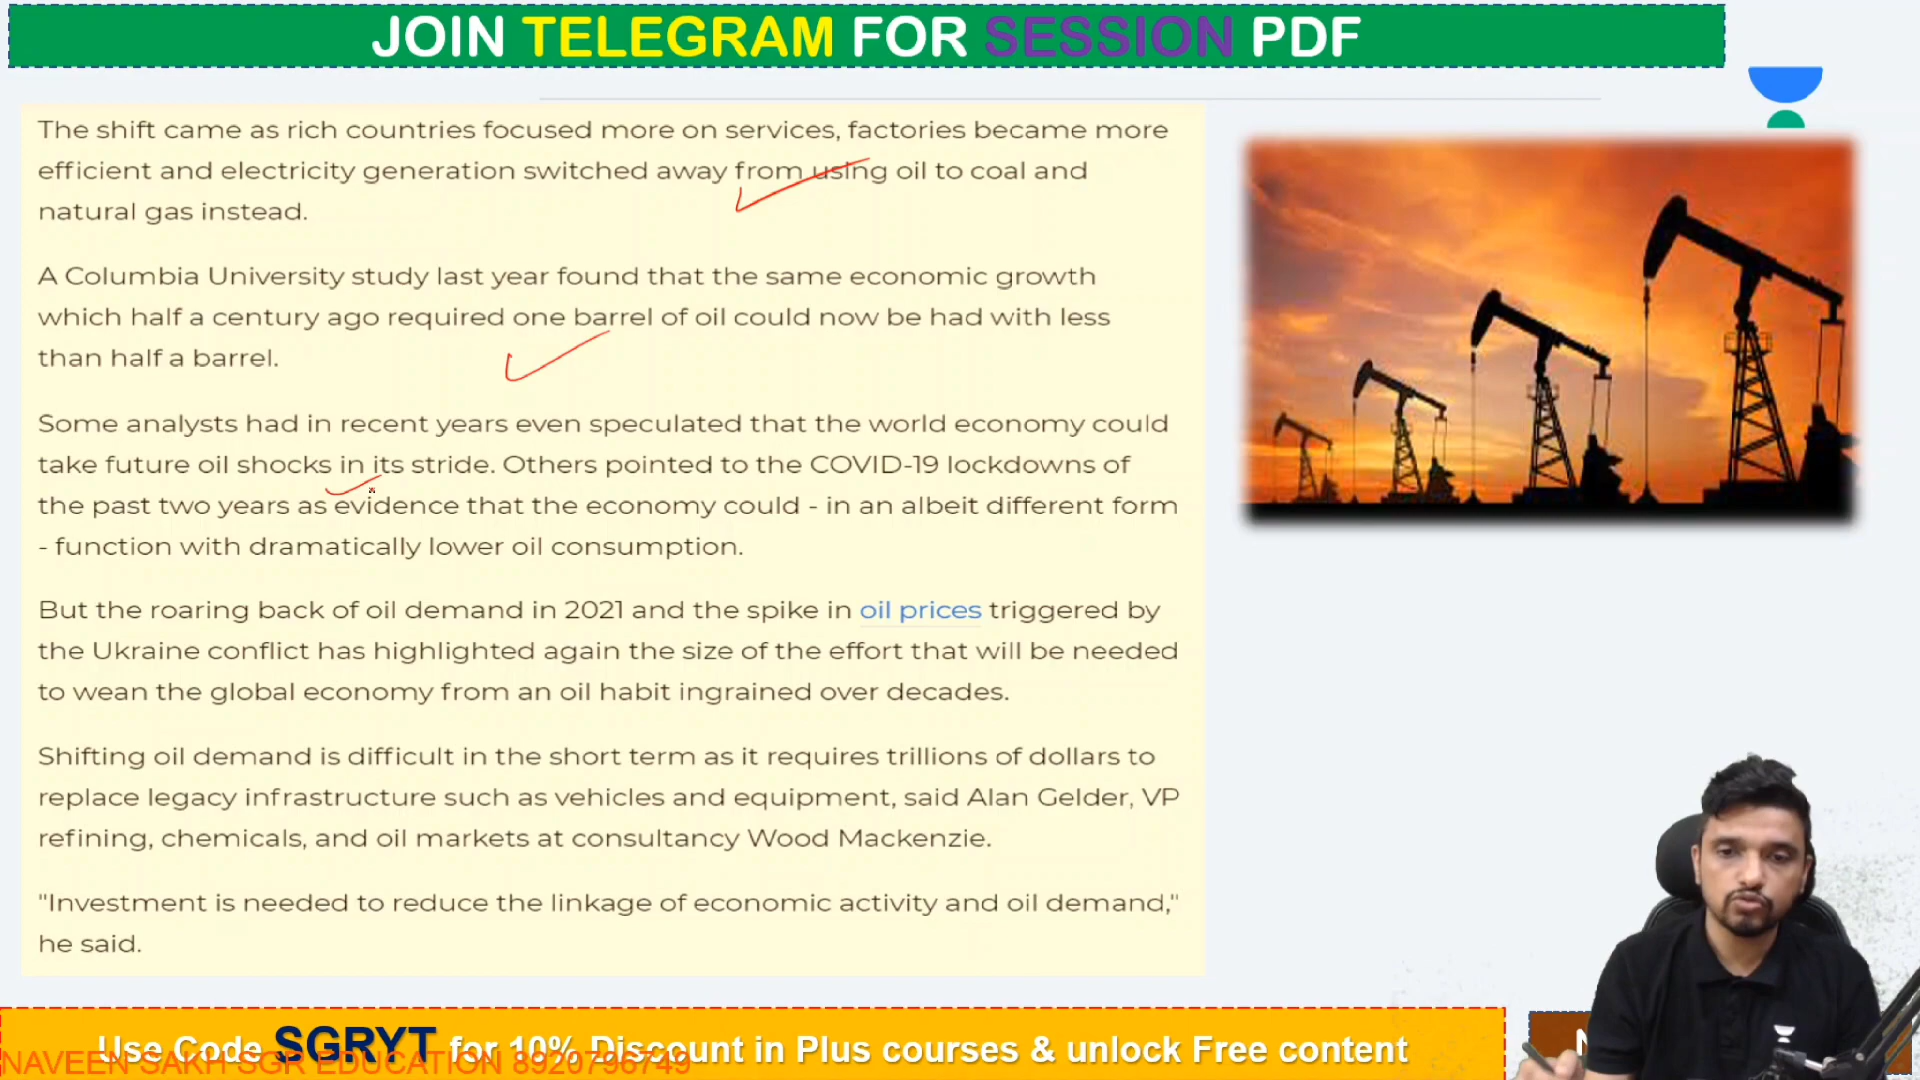 JOIN TELEGRAM FOR SESSION PDF
The shift came as rich countries focused more on services, factories became more
efficient and electricity generation switched away from using oil to coal and
natural gas instead.
A Columbia University study last year found that the same economic growth
which half a century ago required one barrel of oil could now be had with less
than half a barrel.
Some analysts had in recent years even speculated that the world economy could
take future oil shocks in its stride. Others pointed to the COVID-19 lockdowns of
the past two years as evidence that the economy could - in an albeit different form
- function with dramatically lower oil consumption.
But the roaring back of oil demand in 2021 and the spike in oil prices triggered by
the Ukraine conflict has highlighted again the size of the effort that will be needed
to wean the global economy from an oil habit ingrained over decades.
Shifting oil demand is difficult in the short term as it requires trillions of dollars to
replace legacy infrastructure such as vehicles and equipment, said Alan Gelder, VP
refining, chemicals, and oil markets at consultancy Wood Mackenzie.
"Investment is needed to reduce the linkage of economic activity and oil demand,"
he said.
Use Code SGRYT for 10% Discount in Plus courses & unlock Free content
NAVEEN SAKH SGR EDUCATION 8920796749